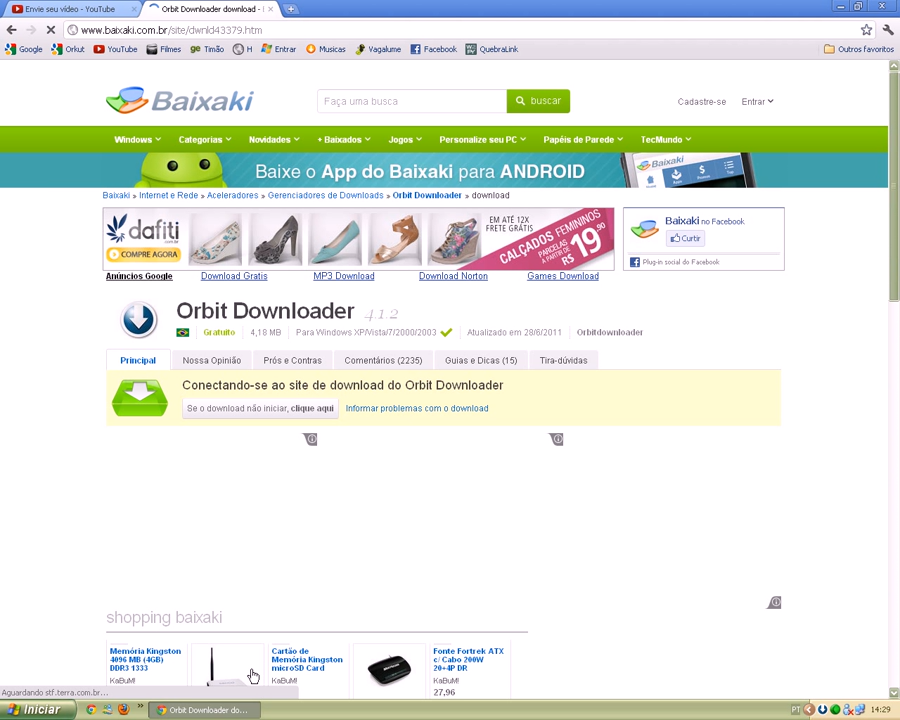 Envie seu vídeo - YouTube
Orbit Downloader download - 
www.baixaki.com.br/site/dwnld43379.htm
Google Orkut YouTube Filmes Timão H Entrar Musicas Vagalume Facebook QuebraLink Outros favoritos
Baixaki
Faça uma busca
buscar
Cadastre-se Entrar
Windows Categorias Novidades + Baixados Jogos Personalize seu PC Papéis de Parede TecMundo
Baixe o App do Baixaki para ANDROID
Baixaki
Baixaki » Internet e Rede » Aceleradores » Gerenciadores de Downloads » Orbit Downloader » download
dafiti
COMPRE AGORA
EM ATÉ 12X
FRETE GRÁTIS
CALÇADOS FEMININOS
PARCELAS
A PARTIR DE
R$ 19,90
Baixaki no Facebook
Curtir
Plug-in social do Facebook
Anúncios Google Download Gratis MP3 Download Download Norton Games Download
Orbit Downloader 4.1.2
Gratuito 4,18 MB Para Windows XP/Vista/7/2000/2003 Atualizado em 28/6/2011 Orbitdownloader
Principal Nossa Opinião Prós e Contras Comentários (2235) Guias e Dicas (15) Tira-dúvidas
Conectando-se ao site de download do Orbit Downloader
Se o download não iniciar, clique aqui Informar problemas com o download
shopping baixaki
Memória Kingston
4096 MB (4GB)
DDR3 1333
KaBuM!
Cartão de
Memória Kingston
microSD Card
KaBuM!
Fonte Fortrek ATX
c/ Cabo 200W
20+4P DR
KaBuM!
27,96
Aguardando stf.terra.com.br...
Iniciar
Orbit Downloader do...
PT
14:29